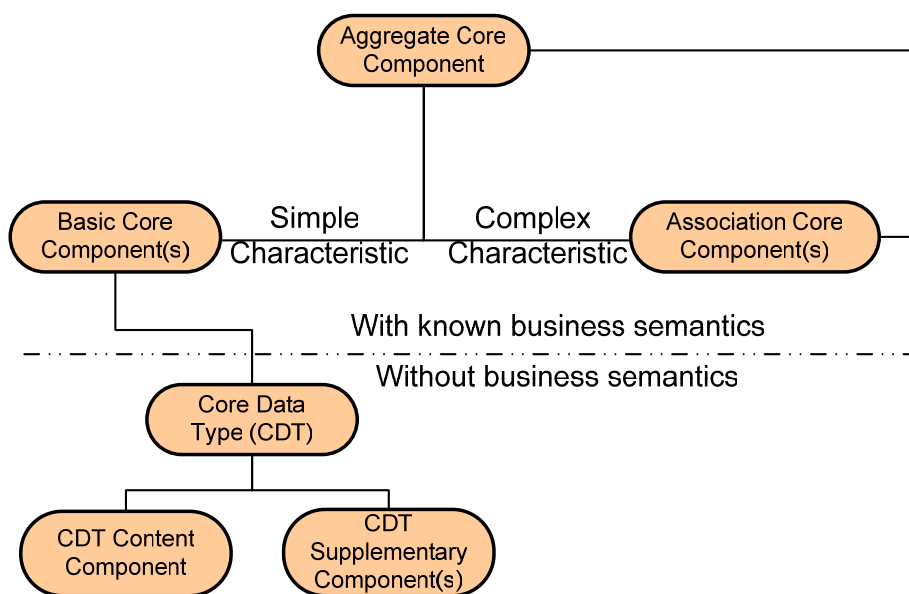 Aggregate Core
Component
Basic Core
Component(s)
Simple
Characteristic
Complex
Characteristic
Association Core
Component(s)
With known business semantics
Without business semantics
Core Data
Type (CDT)
CDT Content
Component
CDT
Supplementary
Component(s)